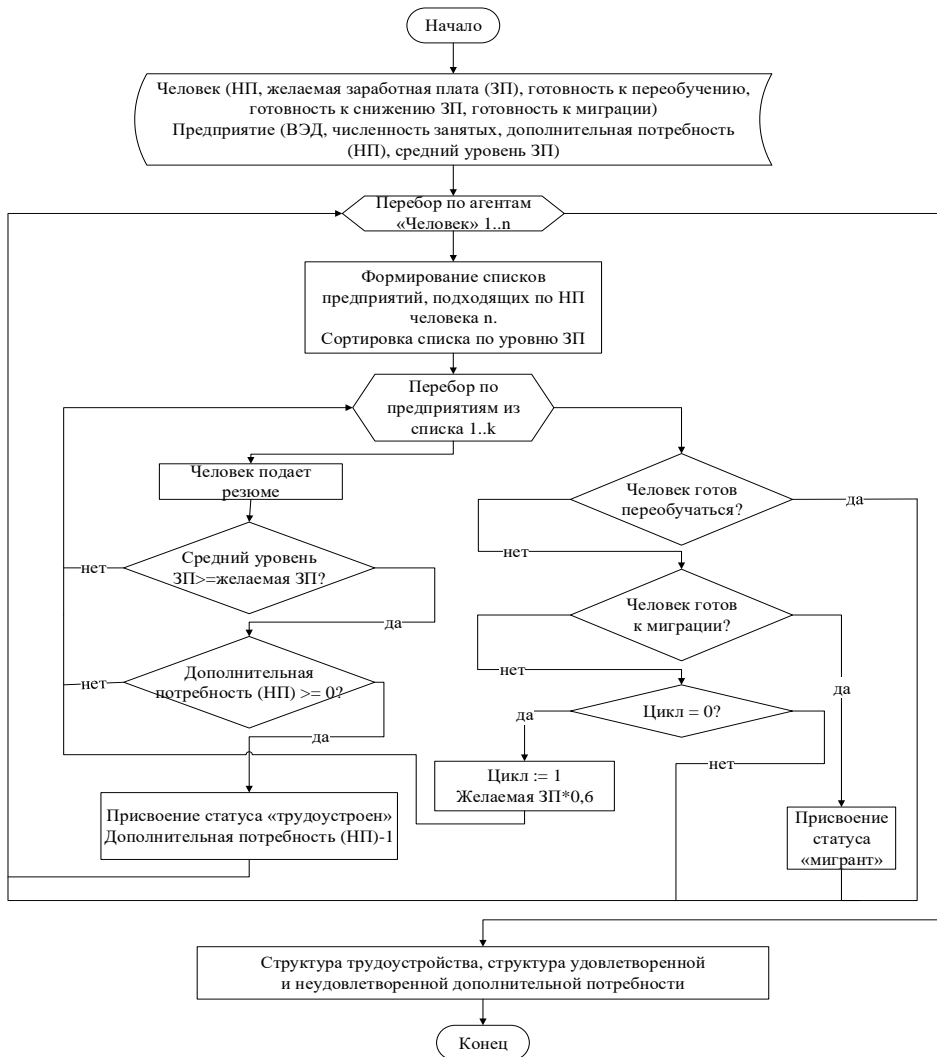 Начало
Человек (НП, желаемая заработная плата (ЗП), готовность к переобучению,
готовность к снижению ЗП, готовность к миграции)
Предприятие (ВЭД, численность занятых, дополнительная потребность
(НП), средний уровень ЗП)
Перебор по агентам
«Человек» 1..n
Формирование списков
предприятий, подходящих по НП
человека n.
Сортировка списка по уровню ЗП
Перебор по
предприятиям из
списка 1..k
Человек подает
резюме
Человек готов
переобучаться?
да
нет
Средний уровень
ЗП>=желаемая ЗП?
нет
да
Человек готов
к миграции?
нет
да
Дополнительная
потребность (НП) >= 0?
нет
да
Цикл = 0?
да
нет
Цикл := 1
Желаемая ЗП*0,6
Присвоение статуса «трудоустроен»
Дополнительная потребность (НП)-1
Присвоение
статуса
«мигрант»
Структура трудоустройства, структура удовлетворенной
и неудовлетворенной дополнительной потребности
Конец